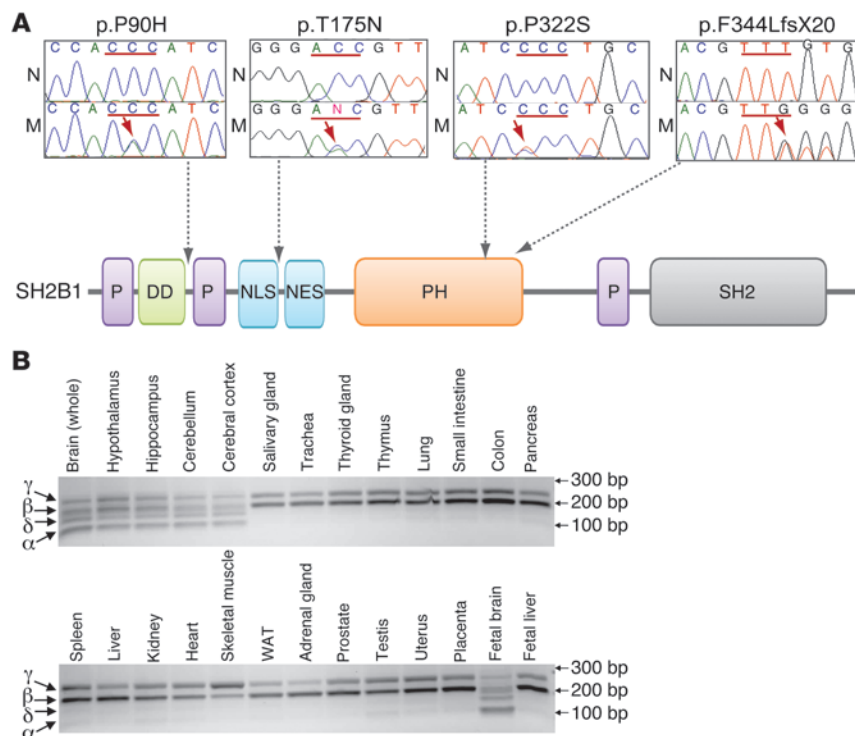 A
p.P90H p.T175N p.P322S p.F344LfsX20
C C A C C C A T C G G G A C C G T T A T C C C C T G C A C G T T T G T G
N N N N
C C A C C C A T C G G G A N C G T T A T C C C C T G C A C G T T G G G G
M M M M
SH2B1 P DD P NLS NES PH P SH2
B
Brain (whole)
Hypothalamus
Hippocampus
Cerebellum
Cerebral cortex
Salivary gland
Trachea
Thyroid gland
Thymus
Lung
Small intestine
Colon
Pancreas
γ
β
δ
α
300 bp
200 bp
100 bp
Spleen
Liver
Kidney
Heart
Skeletal muscle
WAT
Adrenal gland
Prostate
Testis
Uterus
Placenta
Fetal brain
Fetal liver
γ
β
δ
α
300 bp
200 bp
100 bp